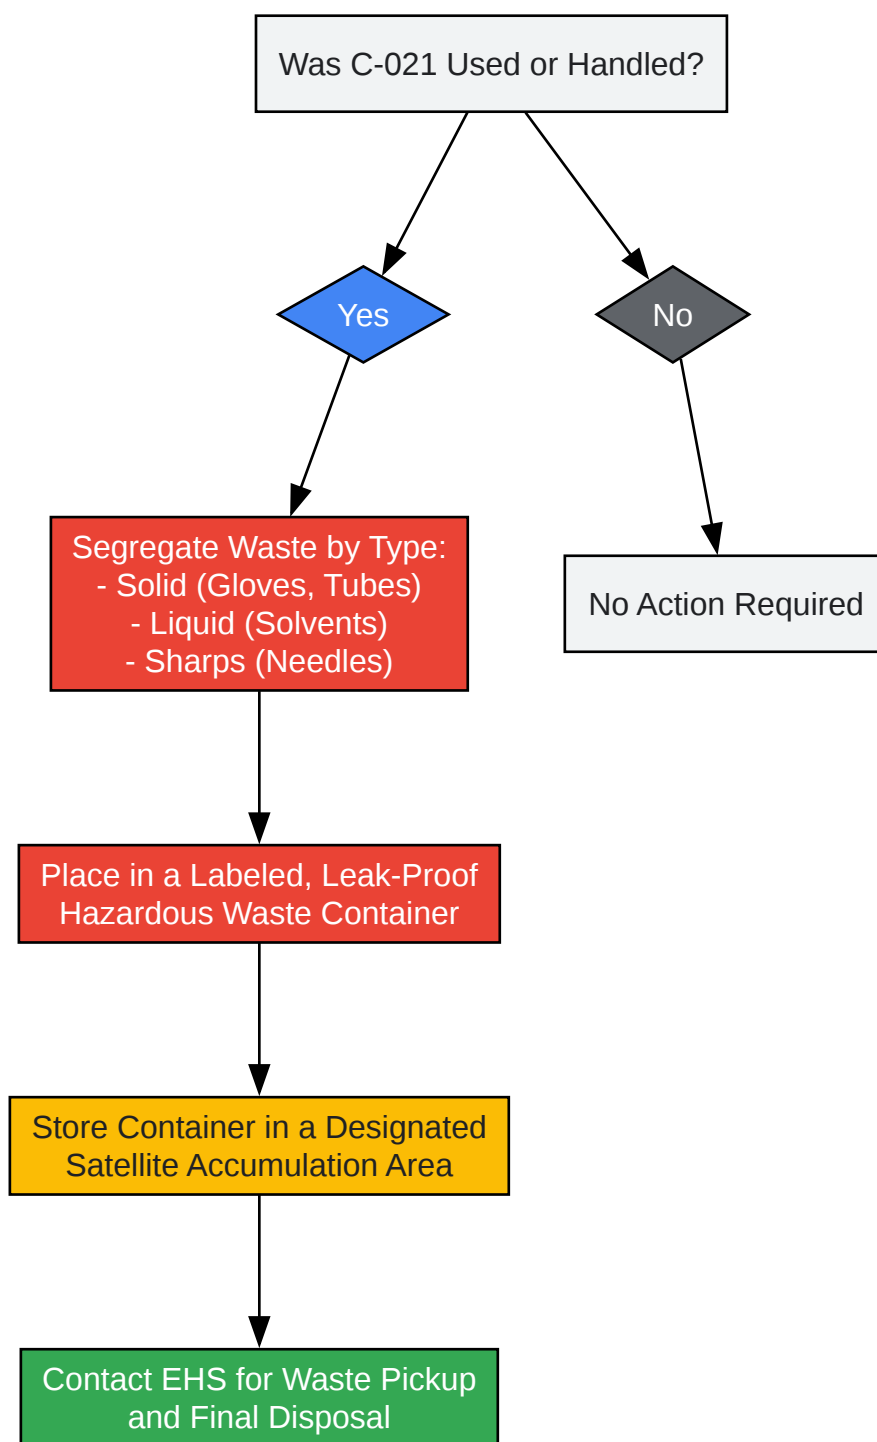 Was C-021 Used or Handled?
Yes
No
Segregate Waste by Type:
- Solid (Gloves, Tubes)
- Liquid (Solvents)
- Sharps (Needles)
No Action Required
Place in a Labeled, Leak-Proof
Hazardous Waste Container
Store Container in a Designated
Satellite Accumulation Area
Contact EHS for Waste Pickup
and Final Disposal